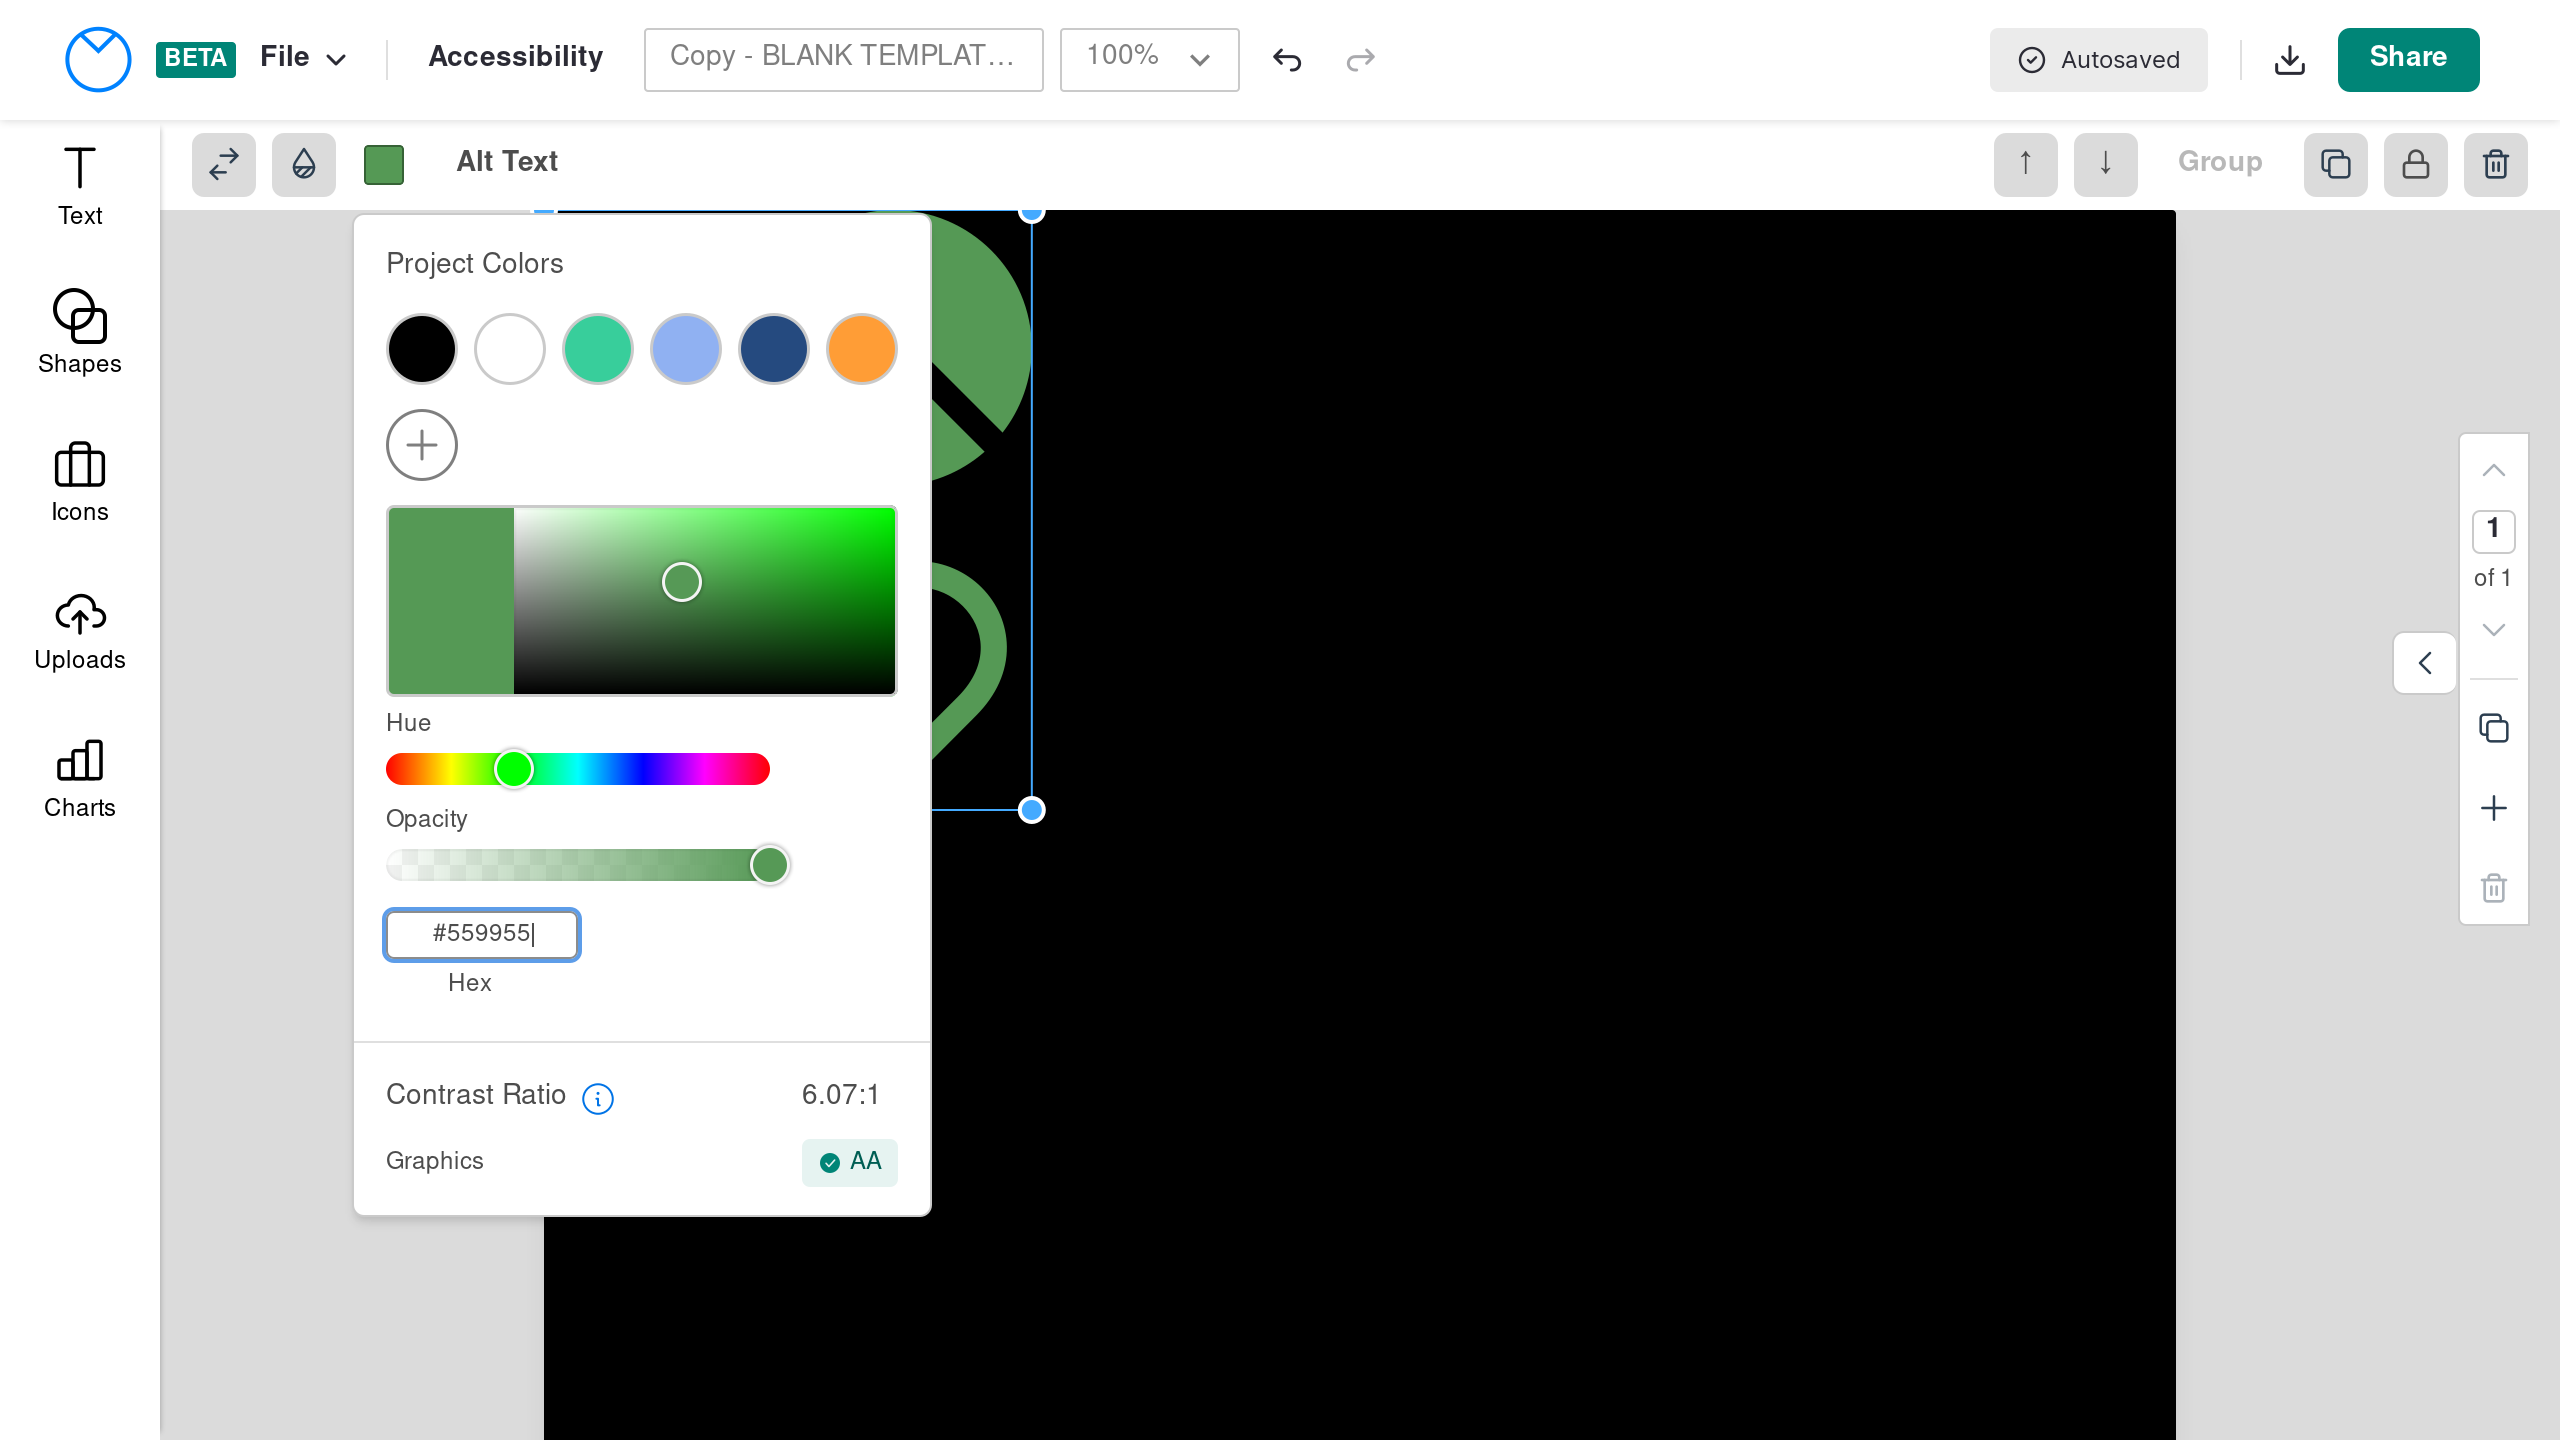 BETA File Accessibility Copy - BLANK TEMPLAT... 100% Autosaved Share
Text
Shapes
Icons
Uploads
Charts
Alt Text
↑ ↓ Group
Project Colors
Hue
Opacity
#559955
Hex
Contrast Ratio 6.07:1
Graphics AA
1
of 1